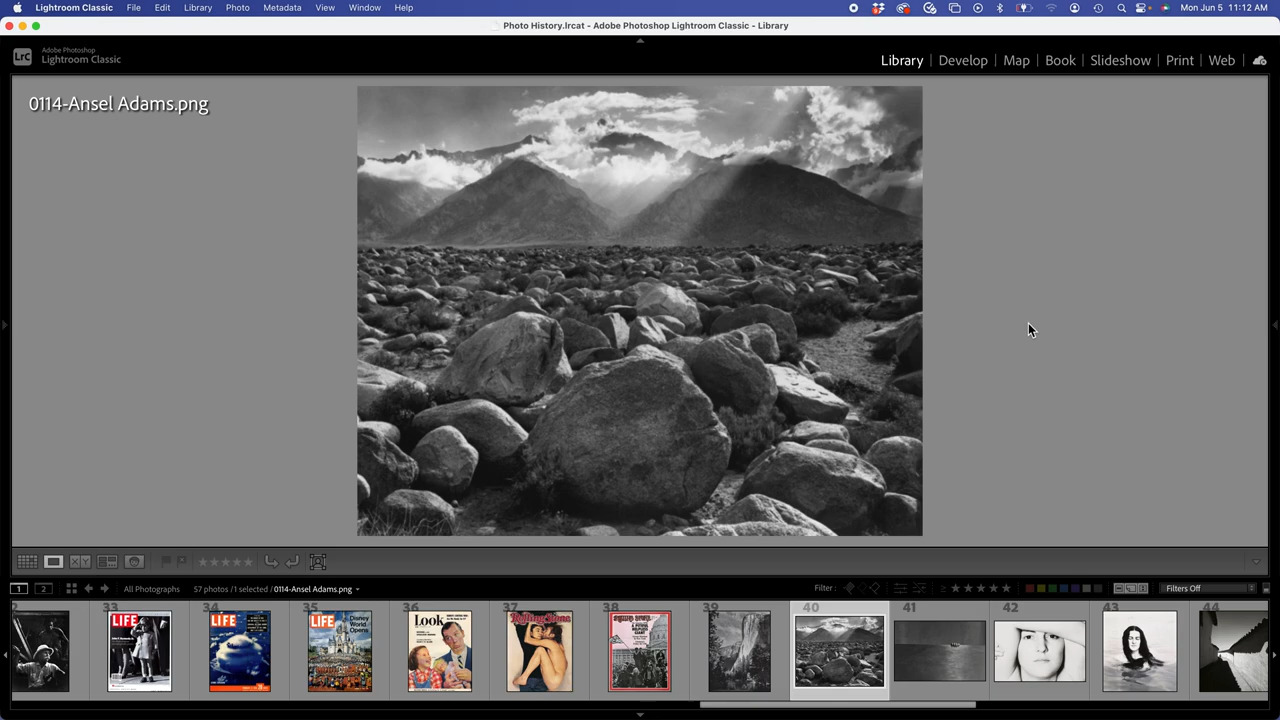 Lightroom Classic File Edit Library Photo Metadata View Window Help Mon Jun 5 11:12 AM
Photo History.lrcat - Adobe Photoshop Lightroom Classic - Library
LrC Adobe Photoshop
Lightroom Classic
Library | Develop | Map | Book | Slideshow | Print | Web
0114-Ansel Adams.png
XY
1 2 All Photographs 57 photos / 1 selected / 0114-Ansel Adams.png Filter : Filters Off
33 34 35 36 37 38 39 40 41 42 43 44
LIFE LIFE LIFE Look Rolling Stone
Disney
World
Opens